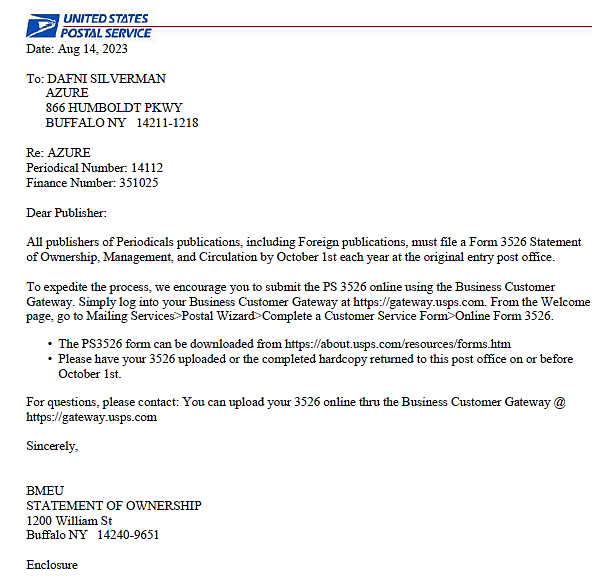 UNITED STATES
POSTAL SERVICE
Date: Aug 14, 2023
To: DAFNI SILVERMAN
AZURE
866 HUMBOLDT PKWY
BUFFALO NY 14211-1218
Re: AZURE
Periodical Number: 14112
Finance Number: 351025
Dear Publisher:
All publishers of Periodicals publications, including Foreign publications, must file a Form 3526 Statement
of Ownership, Management, and Circulation by October 1st each year at the original entry post office.
To expedite the process, we encourage you to submit the PS 3526 online using the Business Customer
Gateway. Simply log into your Business Customer Gateway at https://gateway.usps.com. From the Welcome
page, go to Mailing Services>Postal Wizard>Complete a Customer Service Form>Online Form 3526.
• The PS3526 form can be downloaded from https://about.usps.com/resources/forms.htm
• Please have your 3526 uploaded or the completed hardcopy returned to this post office on or before
October 1st.
For questions, please contact: You can upload your 3526 online thru the Business Customer Gateway @
https://gateway.usps.com
Sincerely,
BMEU
STATEMENT OF OWNERSHIP
1200 William St
Buffalo NY 14240-9651
Enclosure